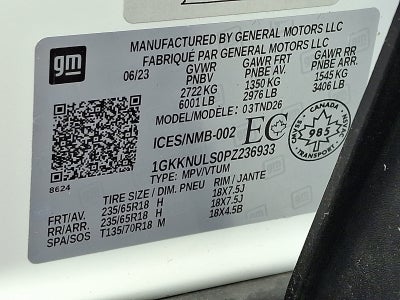 gm
MANUFACTURED BY GENERAL MOTORS LLC
FABRIQUÉ PAR GENERAL MOTORS LLC
06/23 GVWR GAWR FRT GAWR RR
PNBV PNBE AV. PNBE ARR.
2722 KG 1350 KG 1545 KG
6001 LB 2976 LB 3406 LB
MODEL/MODÈLE: 03TND26
ICES/NMB-002 EC CANADA 985 TRANSPORT
1GKKNULS0PZ236933
TYPE: MPV/VTUM
8624
TIRE SIZE / DIM. PNEU RIM / JANTE
FRT/AV. 235/65R18 H 18X7.5J
RR/ARR. 235/65R18 H 18X7.5J
SPA/SOS T135/70R18 M 18X4.5B